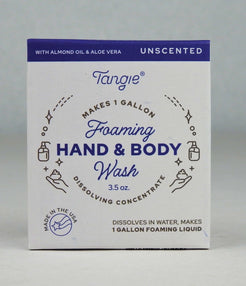 WITH ALMOND OIL & ALOE VERA
UNSCENTED
Tangie®
MAKES 1 GALLON
Foaming
HAND & BODY
Wash
3.5 oz.
DISSOLVING CONCENTRATE
MADE IN THE USA
DISSOLVES IN WATER, MAKES
1 GALLON FOAMING LIQUID